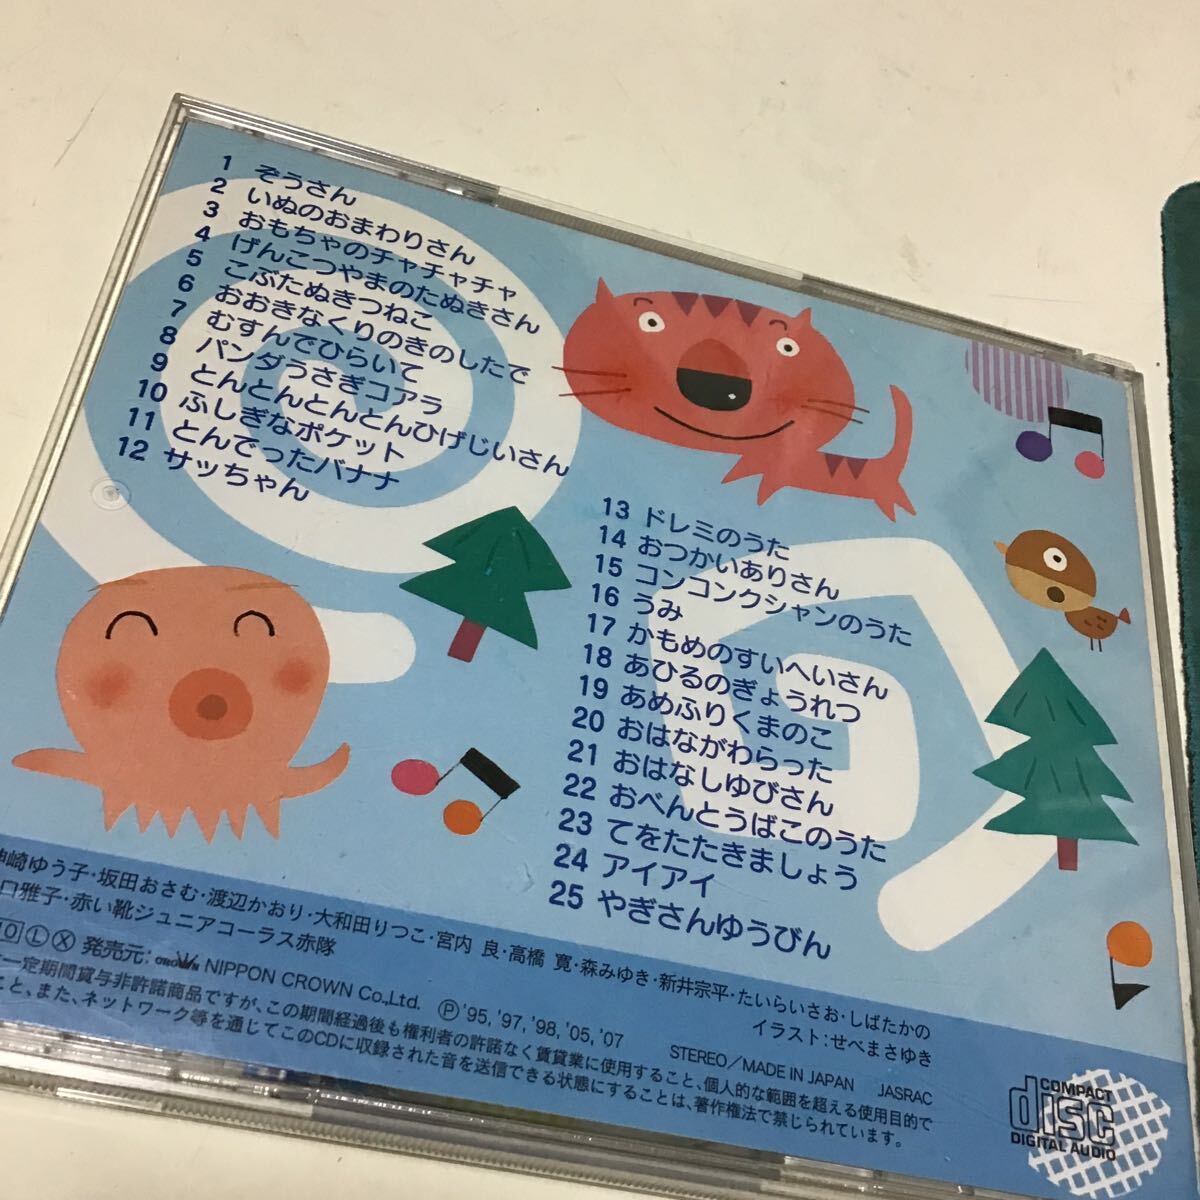 1 ぞうさん
2 いぬのおまわりさん
3 おもちゃのチャチャチャ
4 げんこつやまのたぬきさん
5 こぶたぬきつねこ
6 おおきなくりのきのしたで
7 むすんでひらいて
8 パンダうさぎコアラ
9 とんとんとんとんひげじいさん
10 ふしぎなポケット
11 とんでったバナナ
12 サッちゃん
13 ドレミのうた
14 おつかいありさん
15 コンコンクシャンのうた
16 うみ
17 かもめのすいへいさん
18 あひるのぎょうれつ
19 あめふりくまのこ
20 おはながわらった
21 おはなしゆびさん
22 おべんとうばこのうた
23 てをたたきましょう
24 アイアイ
25 やぎさんゆうびん
神崎ゆう子・坂田おさむ・渡辺かおり・大和田りつこ・宮内 良・高橋 寛・森みゆき・新井宗平・たいらいさお・しばたかの
口雅子・赤い靴ジュニアコーラス赤隊
イラスト:せべまさゆき
10 L X 発売元: CROWN NIPPON CROWN Co.,Ltd. Ⓟ'95,'97,'98,'05,'07
STEREO/MADE IN JAPAN JASRAC
一定期間貸与非許諾商品ですが、この期間経過後も権利者の許諾なく賃貸業に使用すること、個人的な範囲を超える使用目的で
こと、また、ネットワーク等を通じてこのCDに収録された音を送信できる状態にすることは、著作権法で禁じられています。
COMPACT
disc
DIGITAL AUDIO